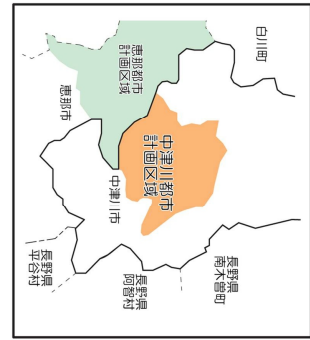 白川町
恵那都市
計画区域
恵那市
中津川都市
計画区域
中津川市
長野県
南木曽町
長野県
阿智村
長野県
平谷村